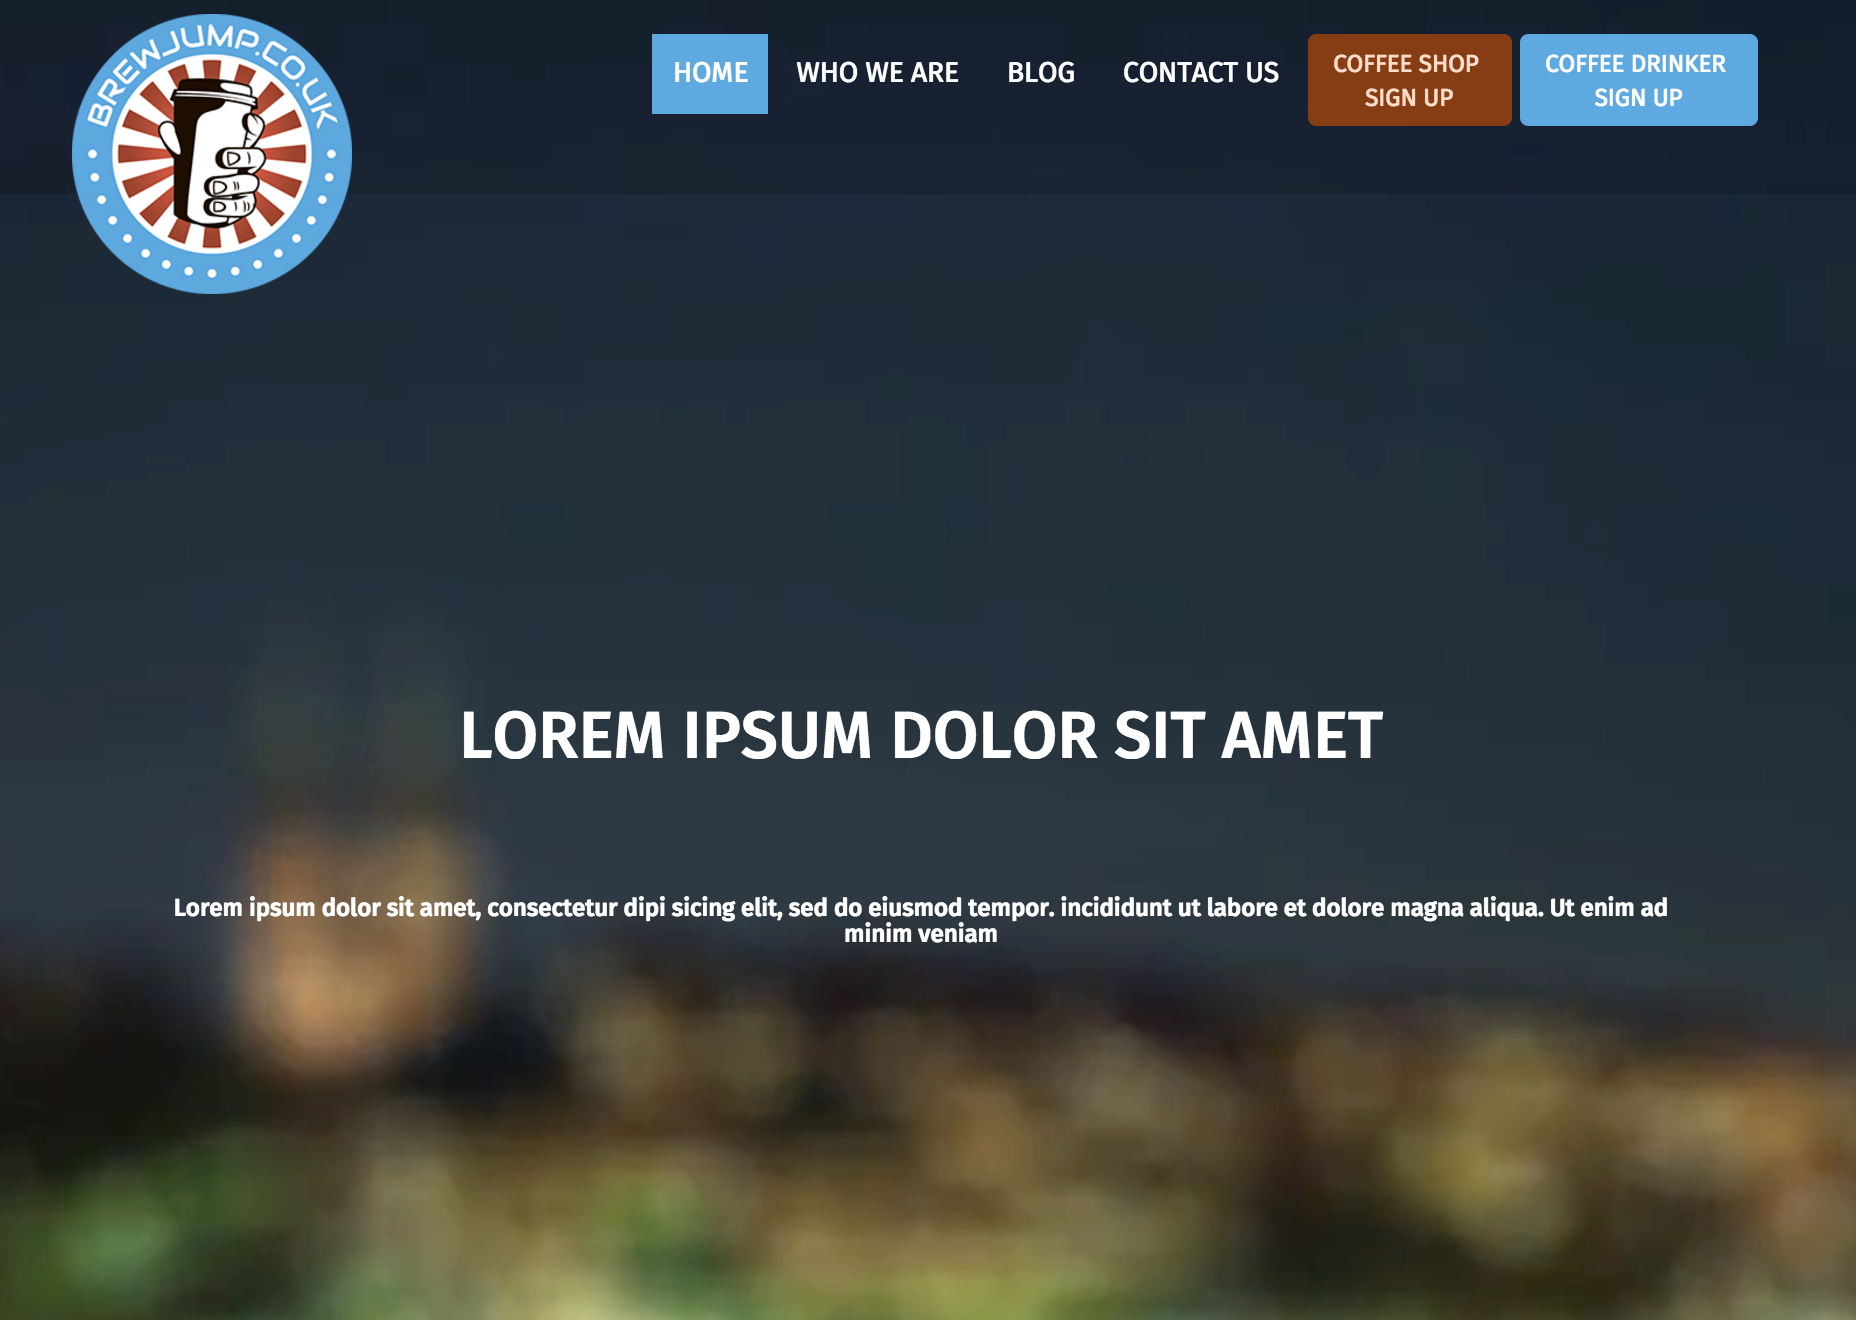 BREWJUMP.CO.UK
HOME
WHO WE ARE
BLOG
CONTACT US
COFFEE SHOP
SIGN UP
COFFEE DRINKER
SIGN UP
LOREM IPSUM DOLOR SIT AMET
Lorem ipsum dolor sit amet, consectetur dipi sicing elit, sed do eiusmod tempor. incididunt ut labore et dolore magna aliqua. Ut enim ad
minim veniam